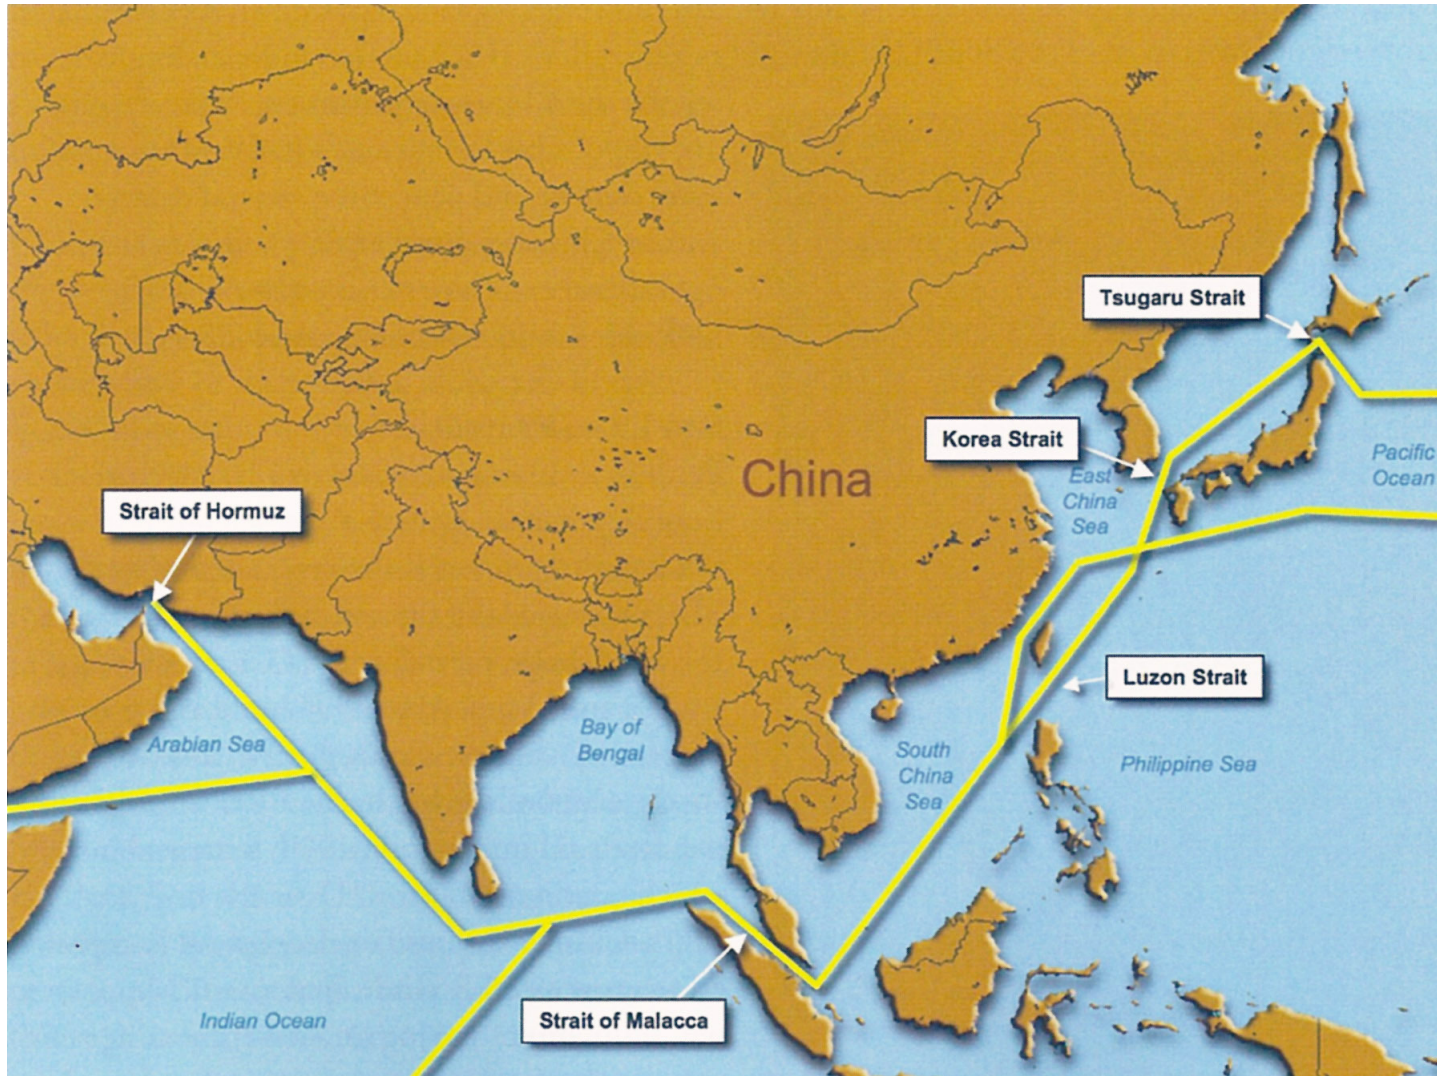 Tsugaru Strait
Korea Strait
China
East
China
Sea
Pacific
Ocean
Strait of Hormuz
Luzon Strait
Arabian Sea
Bay of
Bengal
South
China
Sea
Philippine Sea
Indian Ocean
Strait of Malacca